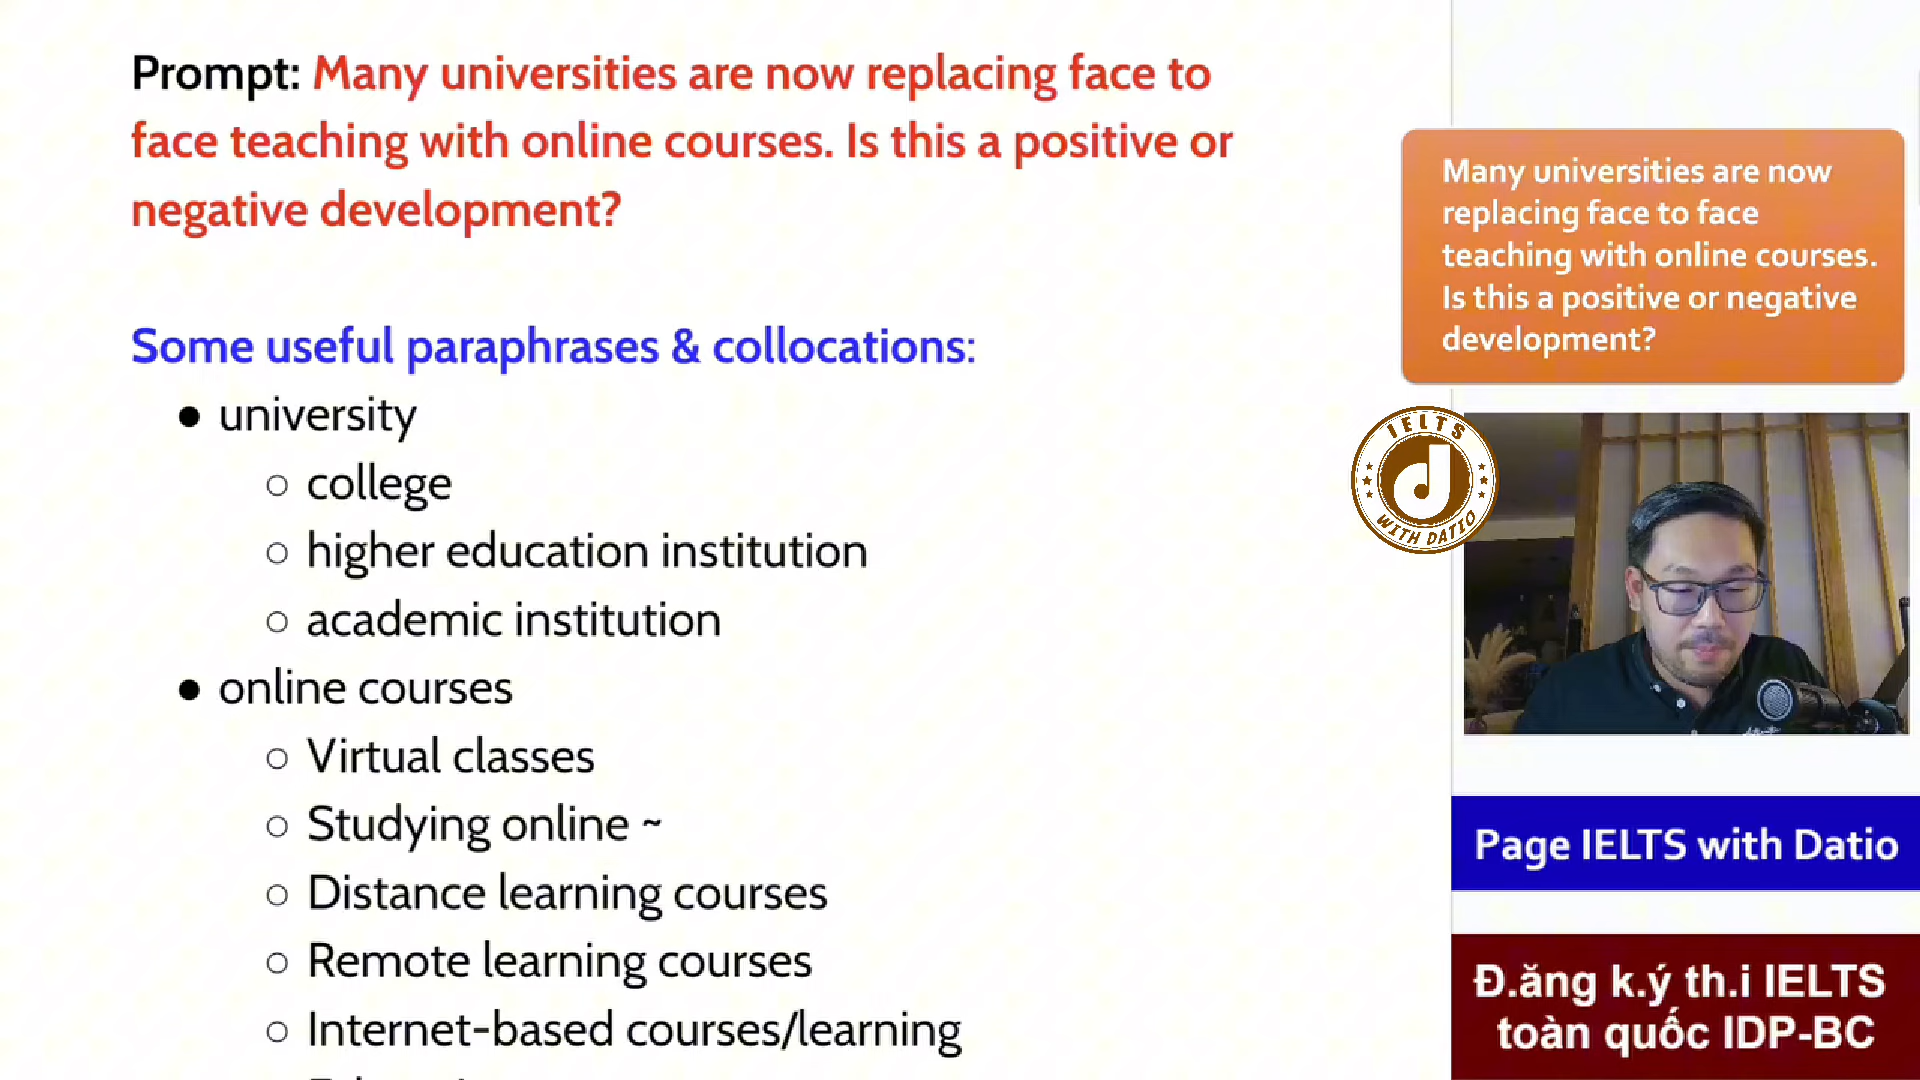 Prompt: Many universities are now replacing face to
face teaching with online courses. Is this a positive or
negative development?
Some useful paraphrases & collocations:
● university
○ college
○ higher education institution
○ academic institution
● online courses
○ Virtual classes
○ Studying online ~
○ Distance learning courses
○ Remote learning courses
○ Internet-based courses/learning
Many universities are now
replacing face to face
teaching with online courses.
Is this a positive or negative
development?
IELTS
WITH DATIO
Page IELTS with Datio
Đ.ăng k.ý th.i IELTS
toàn quốc IDP-BC